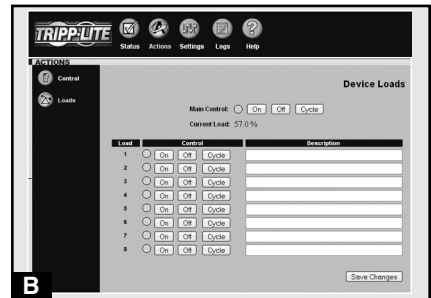 TRIPP·LITE
Status Actions Settings Logs Help
ACTIONS
Control
Loads
Device Loads
Main Control: On Off Cycle
Current Load: 57.0 %
Load Control Description
1 On Off Cycle
2 On Off Cycle
3 On Off Cycle
4 On Off Cycle
5 On Off Cycle
6 On Off Cycle
7 On Off Cycle
8 On Off Cycle
Save Changes
B